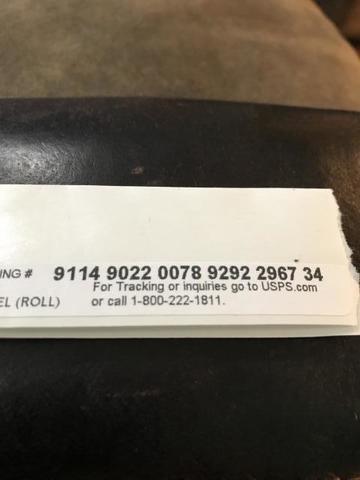 ING # 9114 9022 0078 9292 2967 34
For Tracking or inquiries go to USPS.com
EL (ROLL) or call 1-800-222-1811.